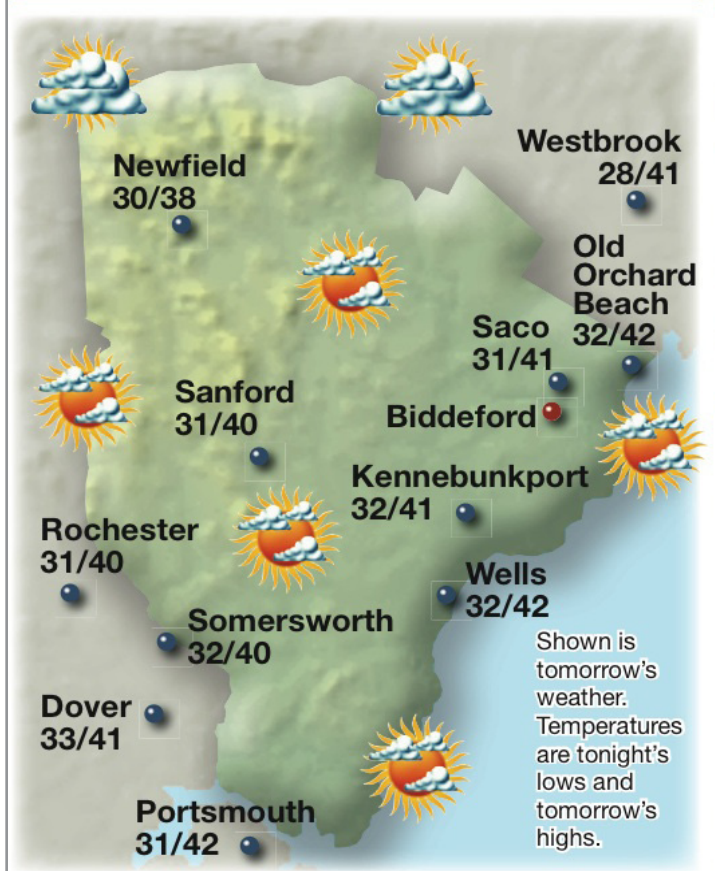 Westbrook
28/41
Newfield
30/38
Old
Orchard
Beach
32/42
Saco
31/41
Sanford
31/40
Biddeford
Kennebunkport
32/41
Rochester
31/40
Wells
32/42
Somersworth
32/40
Shown is
tomorrow's
weather.
Temperatures
are tonight's
lows and
tomorrow's
highs.
Dover
33/41
Portsmouth
31/42